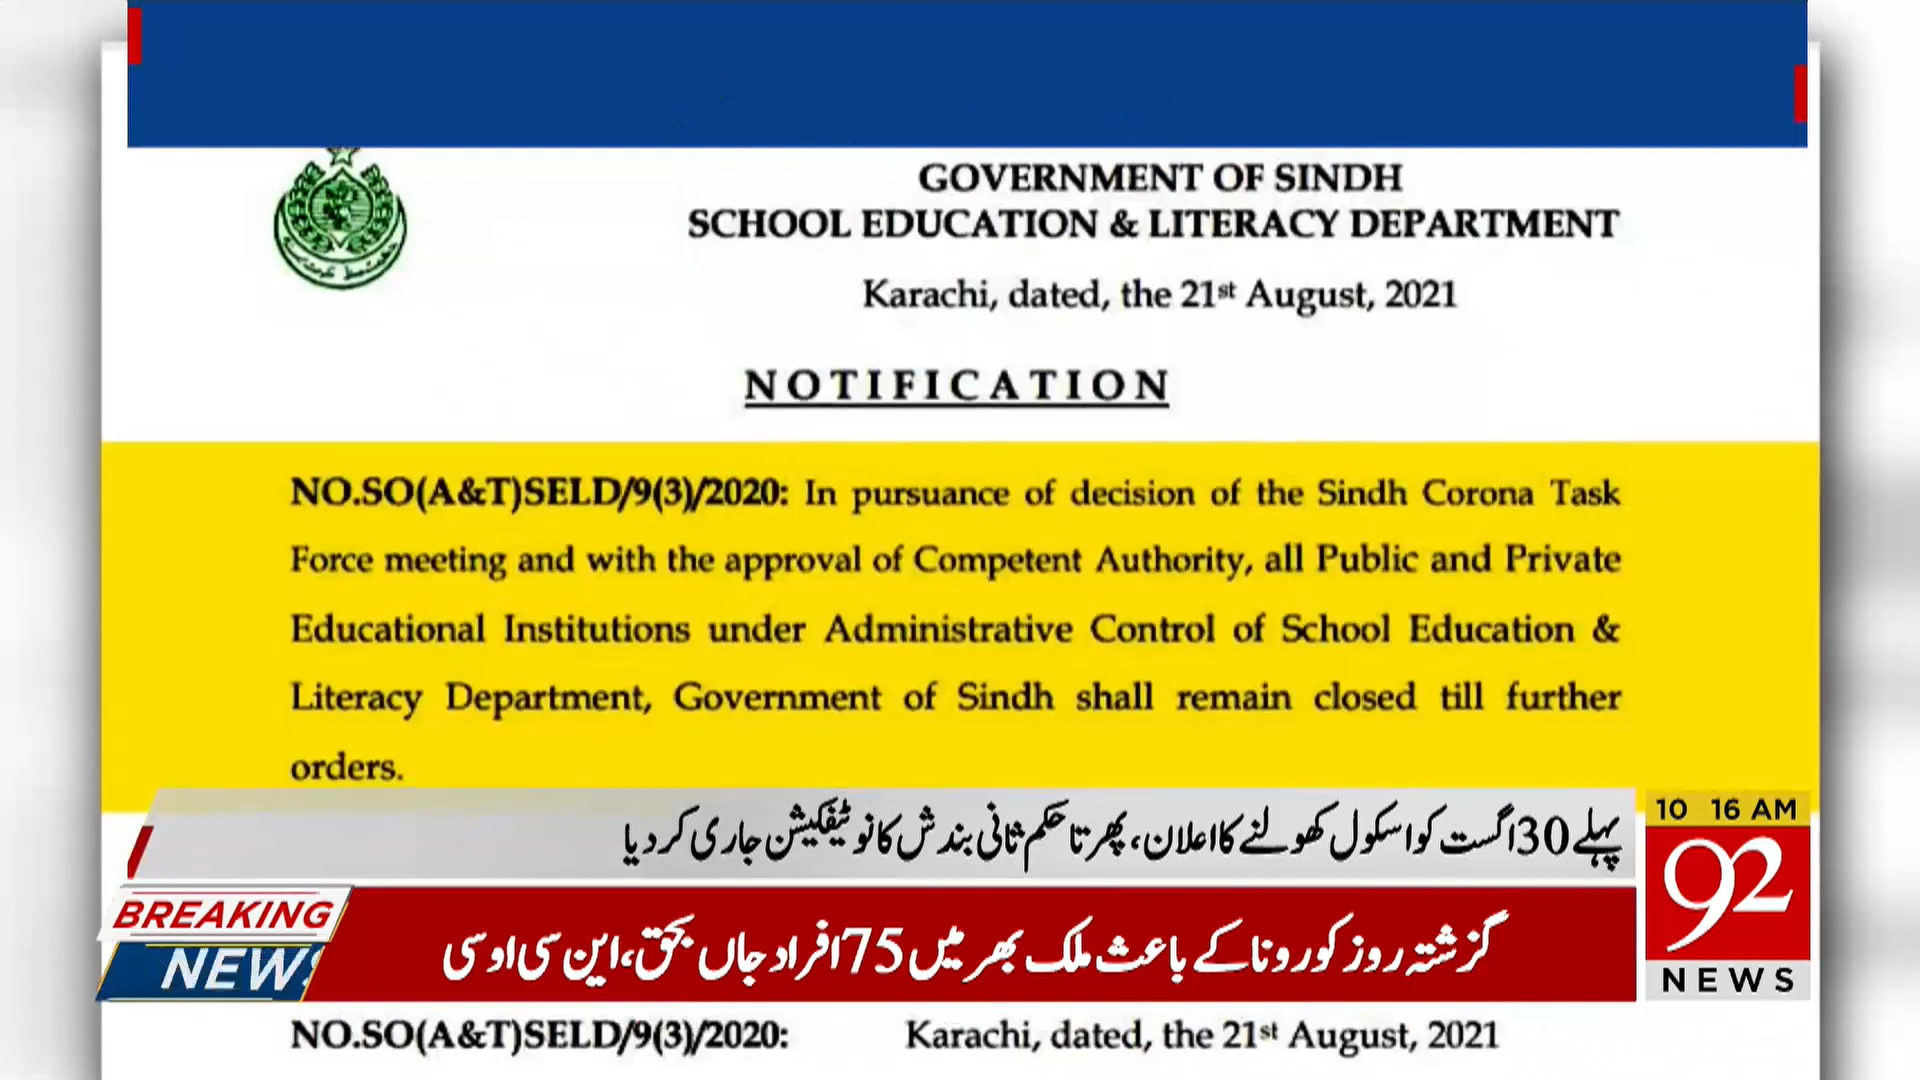 GOVERNMENT OF SINDH
SCHOOL EDUCATION & LITERACY DEPARTMENT
Karachi, dated, the 21st August, 2021
NOTIFICATION
NO.SO(A&T)SELD/9(3)/2020: In pursuance of decision of the Sindh Corona Task
Force meeting and with the approval of Competent Authority, all Public and Private
Educational Institutions under Administrative Control of School Education &
Literacy Department, Government of Sindh shall remain closed till further
orders.
پہلے 30 اگست کو اسکول کھولنے کا اعلان، پھر تا حکم ثانی بندش کا نوٹیفکیشن جاری کر دیا
10 16 AM
92
NEWS
BREAKING
NEWS
گزشتہ روز کورونا کے باعث ملک بھر میں 75 افراد جاں بحق، این سی او سی
NO.SO(A&T)SELD/9(3)/2020: Karachi, dated, the 21st August, 2021